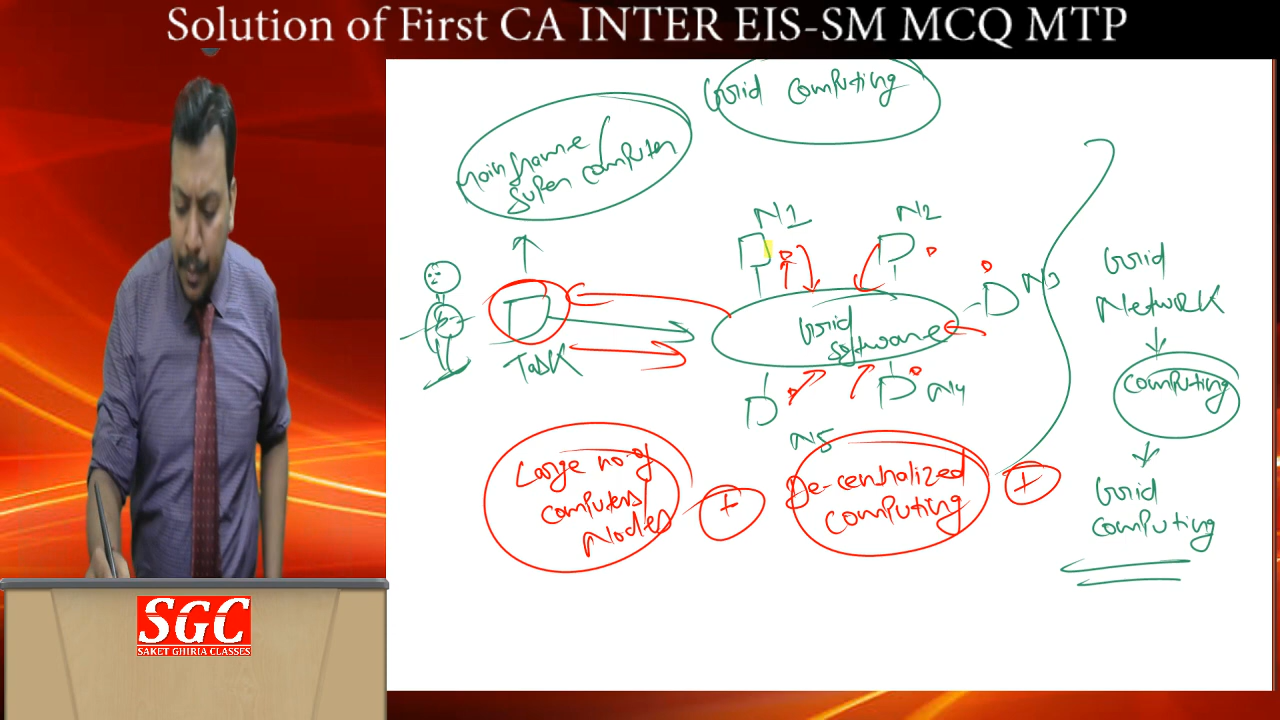 Solution of First CA INTER EIS-SM MCQ MTP
Grid computing
Mainframe/
super computer
N1
N2
N3
Grid
software
TASK
N4
N5
Large no. of
computers/
Nodes
+
De-centralized
computing
+
Grid
Network
computing
Grid
computing
SGC
SAKET GHIRIA CLASSES